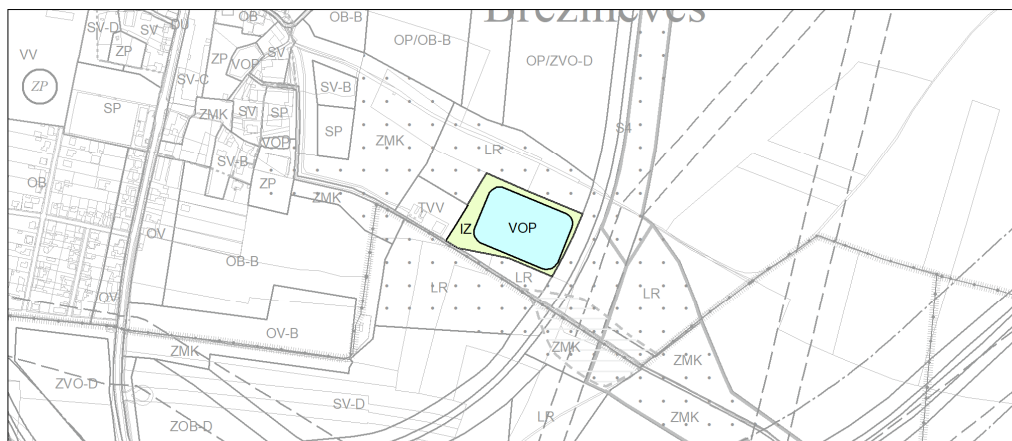 Březiněves
SV-D
SV
OU
OB
OB-B
OP/OB-B
OP/ZVO-D
VV
ZP
ZP
SV
VOP
SV-C
ZP
SV-B
SP
ZMK
SV
SP
S4
SP
VOP
ZMK
LR
SV-B
OB
ZP
ZMK
TVV
IZ
VOP
OV
OB-B
LR
LR
LR
OV
OV-B
ZMK
ZMK
ZMK
ZVO-D
SV-D
LR
ZMK
ZOB-D